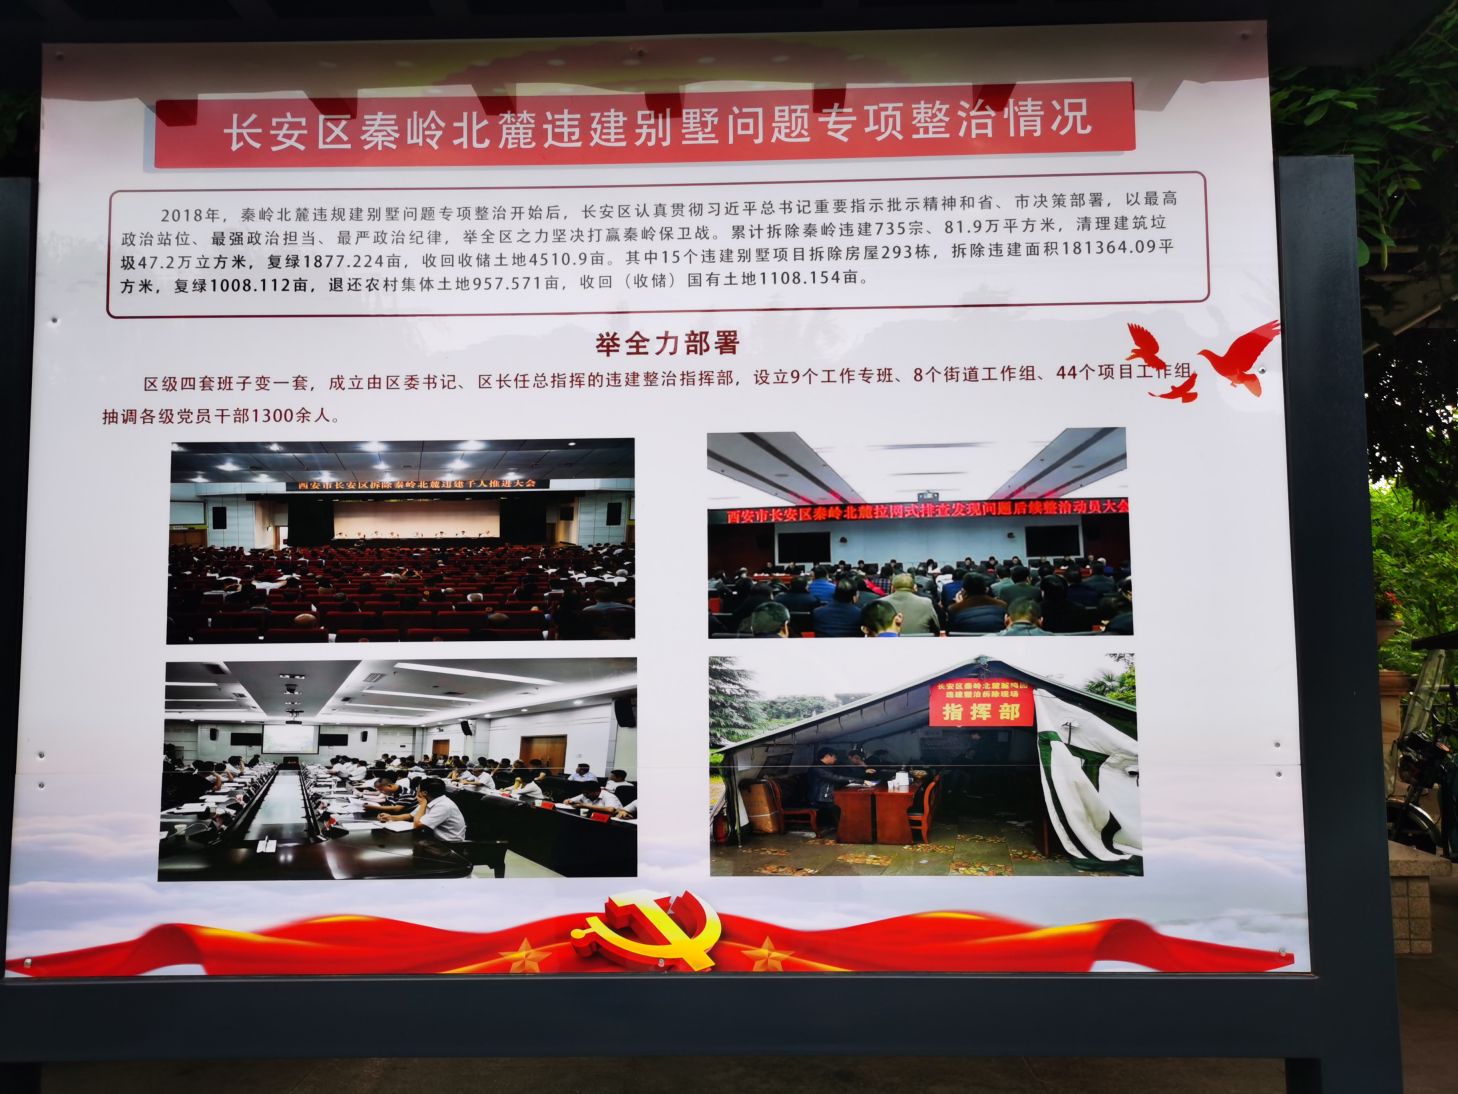 长安区秦岭北麓违建别墅问题专项整治情况
2018年，秦岭北麓违规建别墅问题专项整治开始后，长安区认真贯彻习近平总书记重要指示批示精神和省、市决策部署，以最高
政治站位、最强政治担当、最严政治纪律，举全区之力坚决打赢秦岭保卫战。累计拆除秦岭违建735宗、81.9万平方米，清理建筑垃
圾47.2万立方米，复绿1877.224亩，收回收储土地4510.9亩。其中15个违建别墅项目拆除房屋293栋，拆除违建面积181364.09平
方米，复绿1008.112亩，退还农村集体土地957.571亩，收回（收储）国有土地1108.154亩。
举全力部署
区级四套班子变一套，成立由区委书记、区长任总指挥的违建整治指挥部，设立9个工作专班、8个街道工作组、44个项目工作组，
抽调各级党员干部1300余人。
西安市长安区拆除秦岭北麓违建千人推进大会
西安市长安区秦岭北麓拉网式排查发现问题后续整治动员大会
长安区秦岭北麓
违建整治拆除现场
指挥部